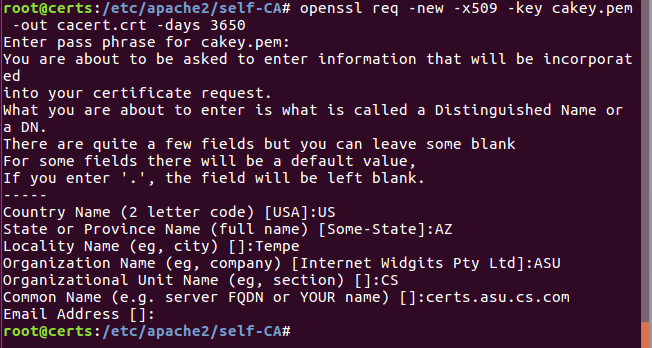 root@certs:/etc/apache2/self-CA# openssl req -new -x509 -key cakey.pem
-out cacert.crt -days 3650
Enter pass phrase for cakey.pem:
You are about to be asked to enter information that will be incorporat
ed
into your certificate request.
What you are about to enter is what is called a Distinguished Name or
a DN.
There are quite a few fields but you can leave some blank
For some fields there will be a default value,
If you enter '.', the field will be left blank.
-----
Country Name (2 letter code) [USA]:US
State or Province Name (full name) [Some-State]:AZ
Locality Name (eg, city) []:Tempe
Organization Name (eg, company) [Internet Widgits Pty Ltd]:ASU
Organizational Unit Name (eg, section) []:CS
Common Name (e.g. server FQDN or YOUR name) []:certs.asu.cs.com
Email Address []:
root@certs:/etc/apache2/self-CA#